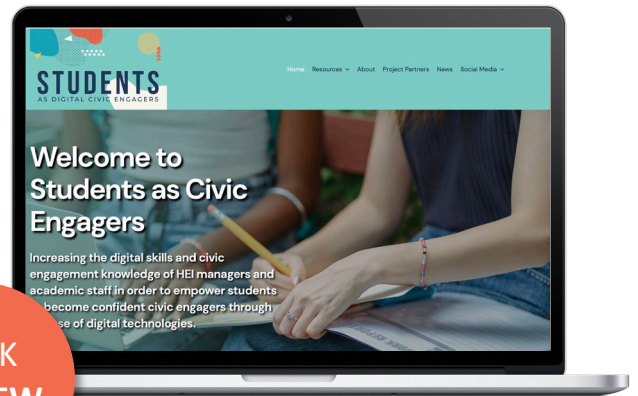 STUDENTS
AS DIGITAL CIVIC ENGAGERS
Home Resources About Project Partners News Social Media
Welcome to
Students as Civic
Engagers
Increasing the digital skills and civic
engagement knowledge of HEI managers and
academic staff in order to empower students
become confident civic engagers through
se of digital technologies.
K
EW